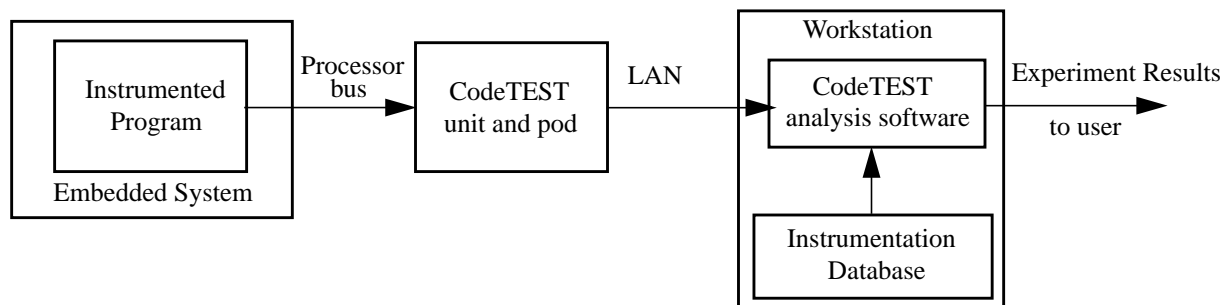 Instrumented
Program
Embedded System
Processor
bus
CodeTEST
unit and pod
LAN
Workstation
CodeTEST
analysis software
Instrumentation
Database
Experiment Results
to user